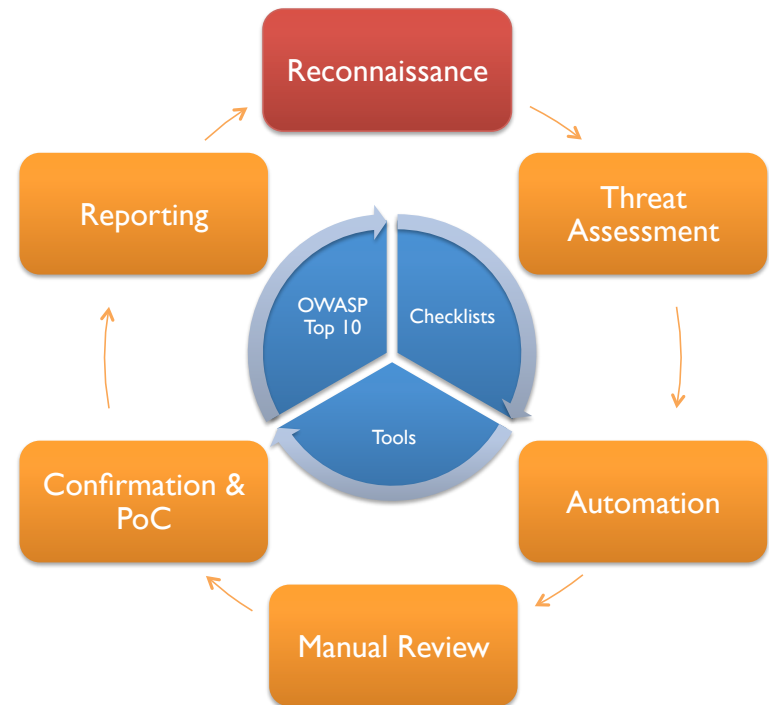 Reconnaissance
Threat
Assessment
Automation
Manual Review
Confirmation &
PoC
Reporting
OWASP
Top 10
Checklists
Tools